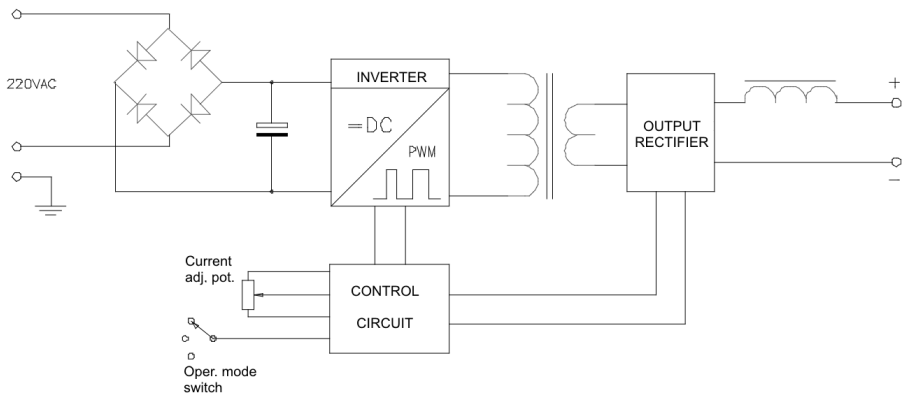 220VAC
INVERTER
=DC
PWM
OUTPUT
RECTIFIER
+
-
Current
adj. pot.
CONTROL
CIRCUIT
Oper. mode
switch